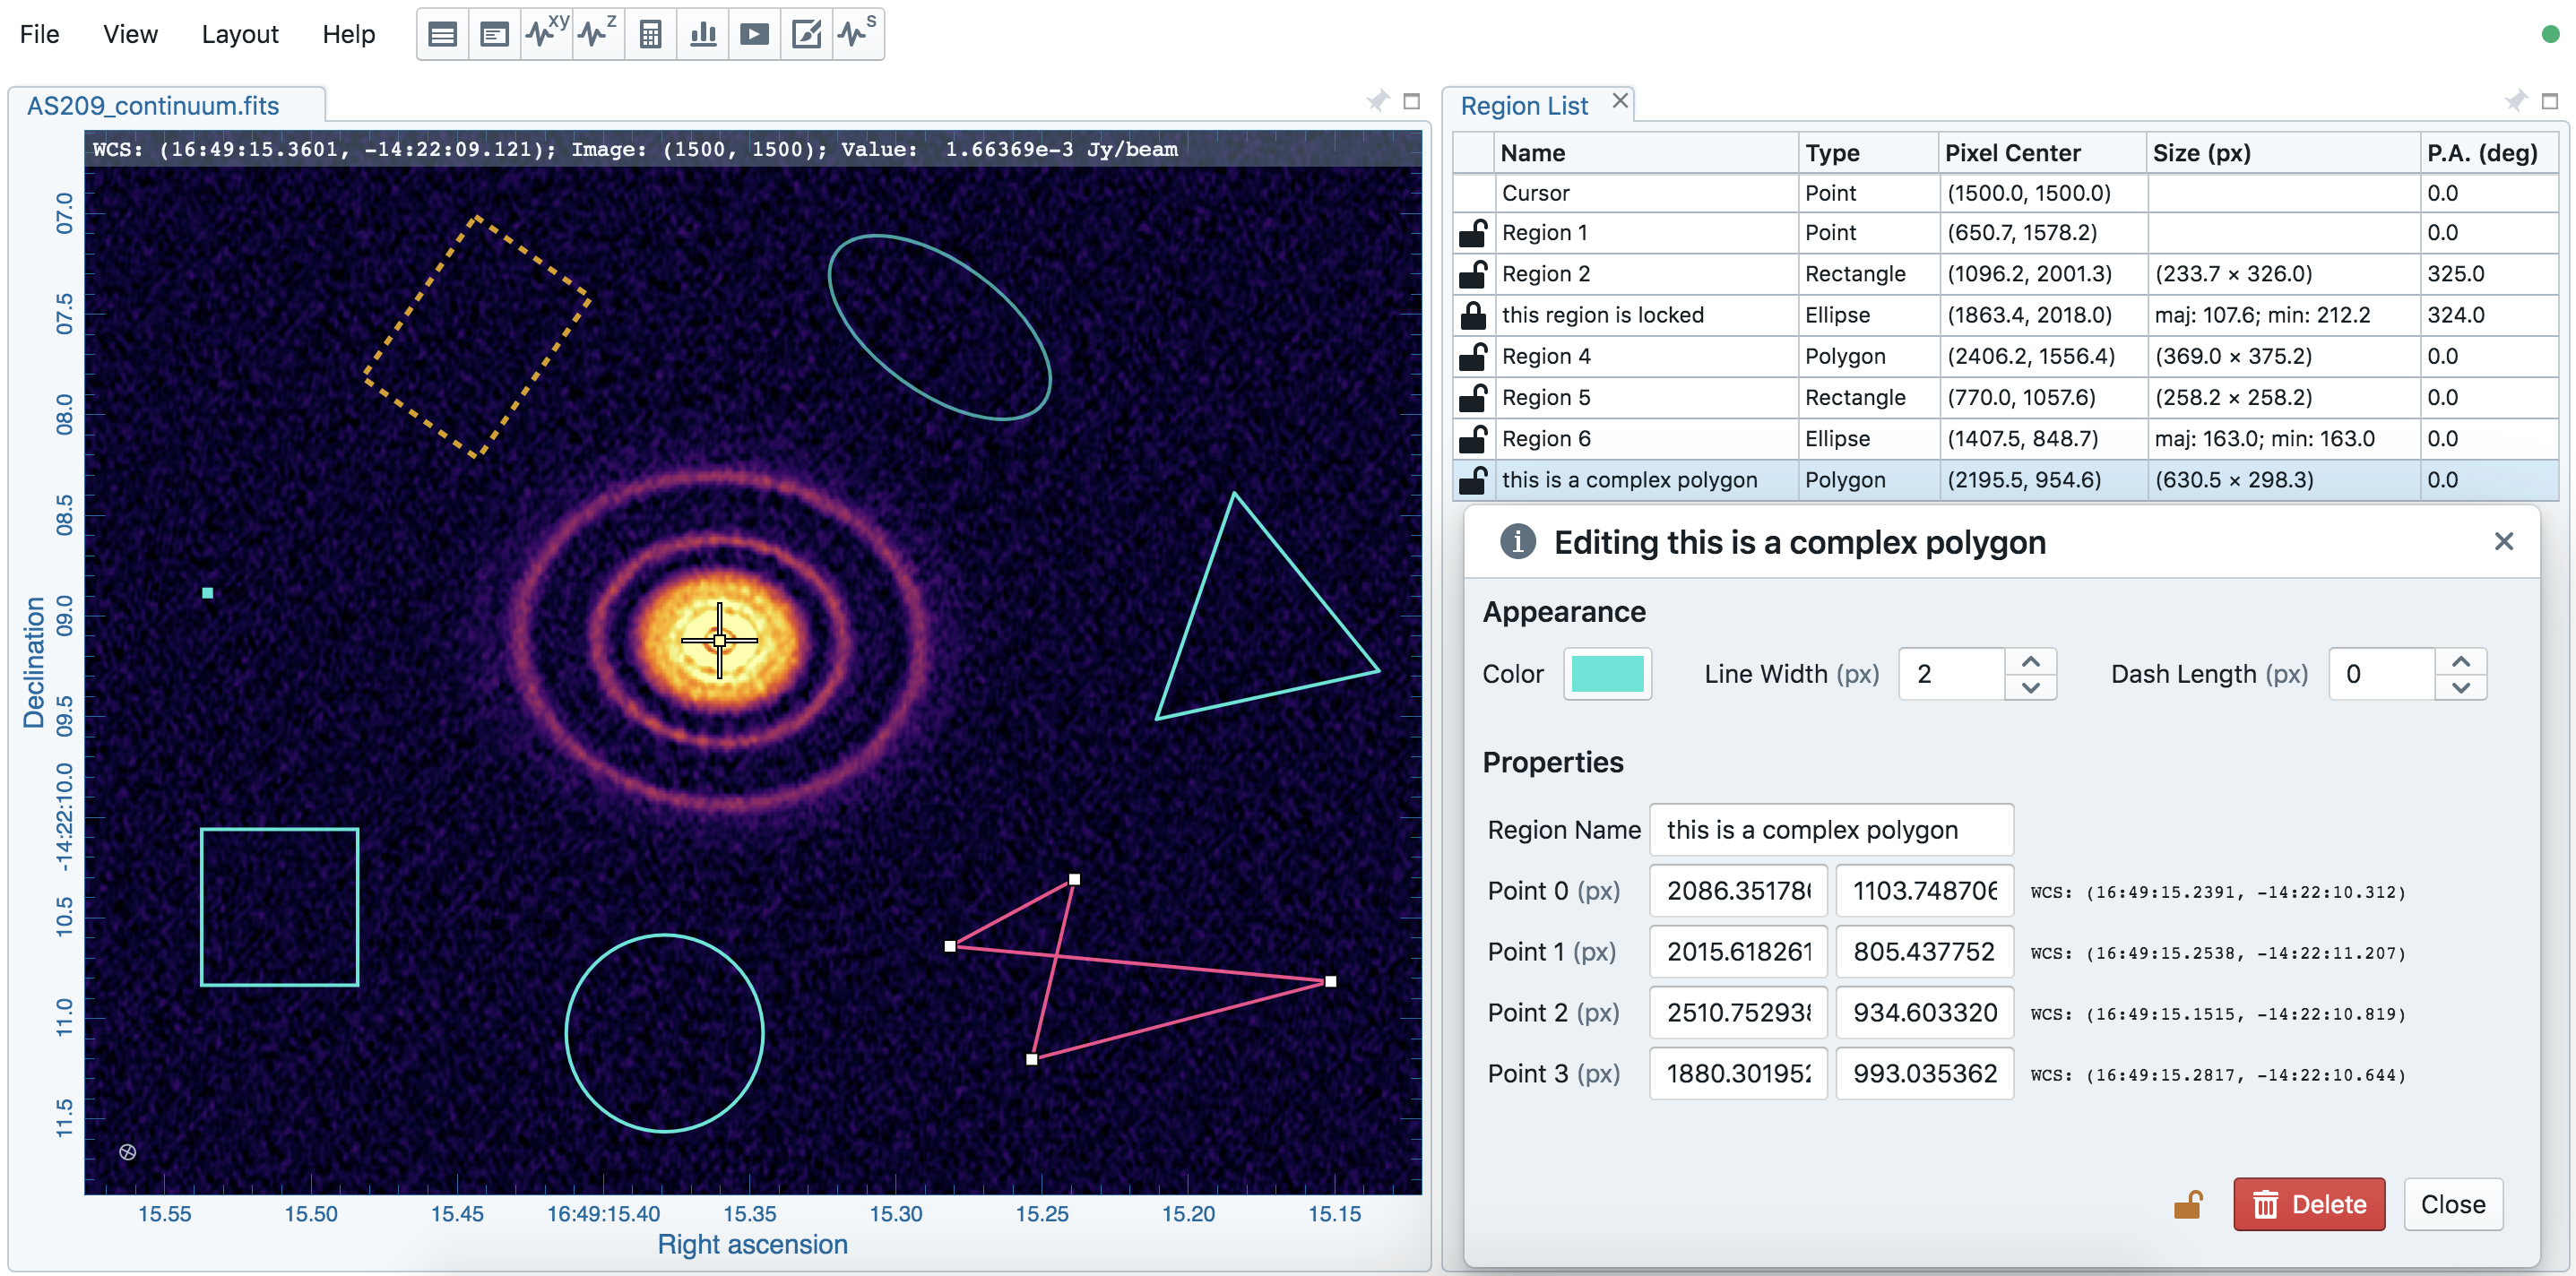 File View Layout Help xy z s
AS209_continuum.fits
WCS: (16:49:15.3601, -14:22:09.121); Image: (1500, 1500); Value: 1.66369e-3 Jy/beam
07.0
07.5
08.0
08.5
09.0
09.5
-14:22:10.0
10.5
11.0
11.5
Declination
15.55 15.50 15.45 16:49:15.40 15.35 15.30 15.25 15.20 15.15
Right ascension
Region List
Name Type Pixel Center Size (px) P.A. (deg)
Cursor Point (1500.0, 1500.0) 0.0
Region 1 Point (650.7, 1578.2) 0.0
Region 2 Rectangle (1096.2, 2001.3) (233.7 × 326.0) 325.0
this region is locked Ellipse (1863.4, 2018.0) maj: 107.6; min: 212.2 324.0
Region 4 Polygon (2406.2, 1556.4) (369.0 × 375.2) 0.0
Region 5 Rectangle (770.0, 1057.6) (258.2 × 258.2) 0.0
Region 6 Ellipse (1407.5, 848.7) maj: 163.0; min: 163.0 0.0
this is a complex polygon Polygon (2195.5, 954.6) (630.5 × 298.3) 0.0
Editing this is a complex polygon
Appearance
Color Line Width (px) 2 Dash Length (px) 0
Properties
Region Name this is a complex polygon
Point 0 (px) 2086.35178 1103.748706 WCS: (16:49:15.2391, -14:22:10.312)
Point 1 (px) 2015.618261 805.437752 WCS: (16:49:15.2538, -14:22:11.207)
Point 2 (px) 2510.75293 934.603320 WCS: (16:49:15.1515, -14:22:10.819)
Point 3 (px) 1880.30195 993.035362 WCS: (16:49:15.2817, -14:22:10.644)
Delete Close